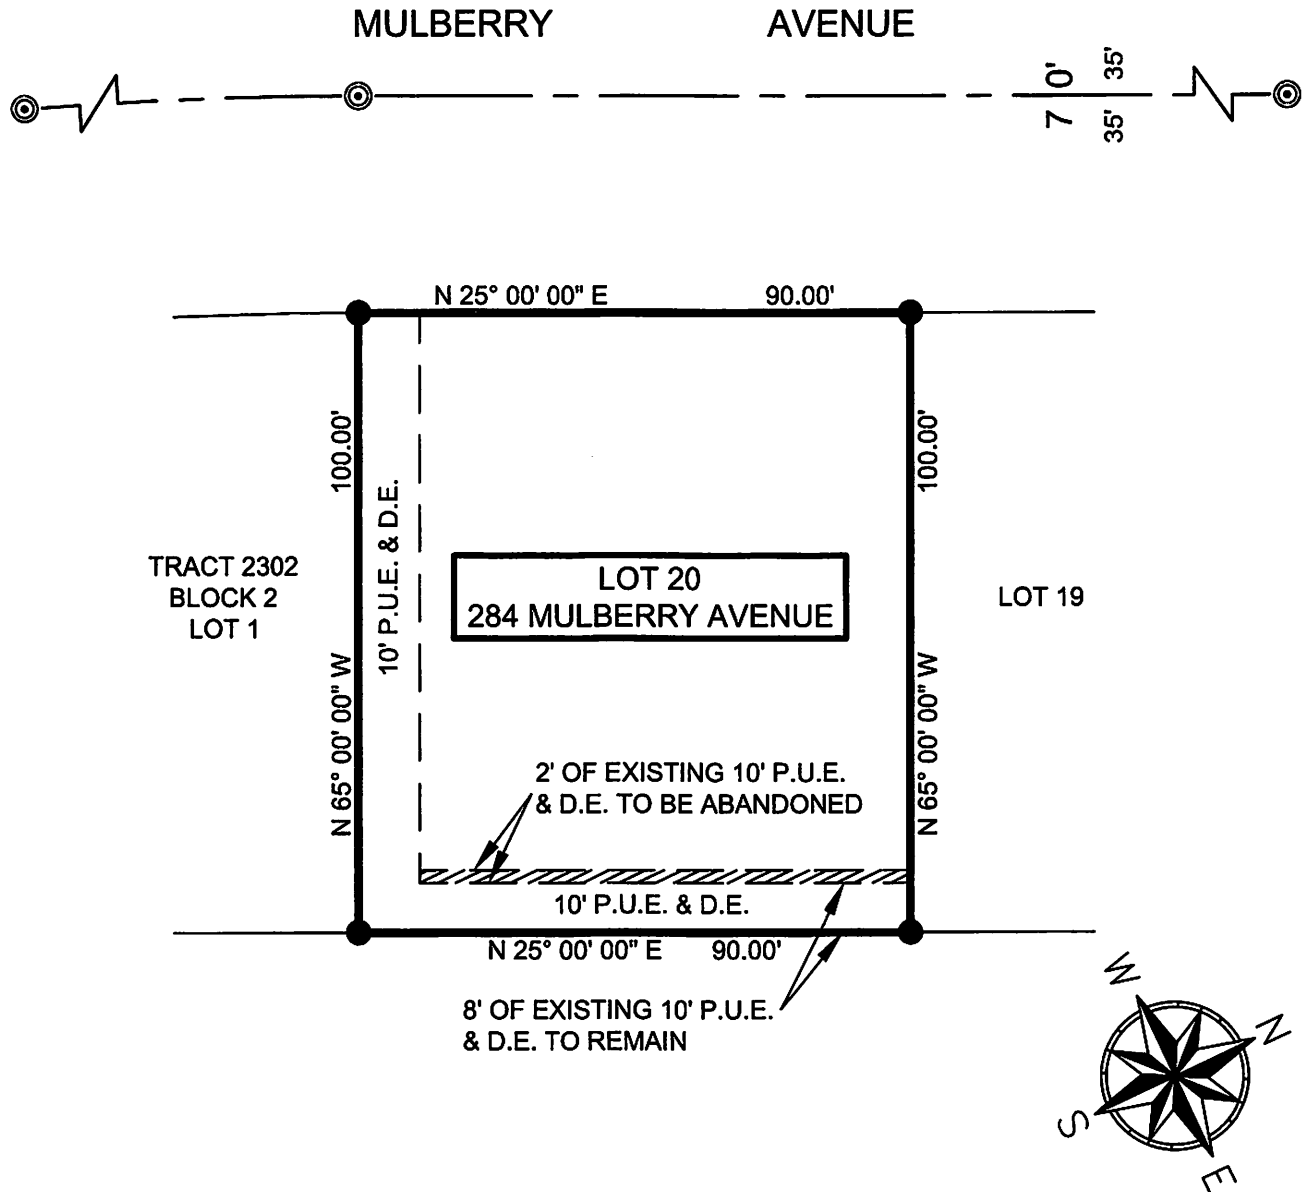 MULBERRY AVENUE
70'
35'
35'
N 25° 00' 00" E 90.00'
100.00'
N 65° 00' 00" W
10' P.U.E. & D.E.
100.00'
N 65° 00' 00" W
TRACT 2302
BLOCK 2
LOT 1
LOT 20
284 MULBERRY AVENUE
LOT 19
2' OF EXISTING 10' P.U.E.
& D.E. TO BE ABANDONED
10' P.U.E. & D.E.
N 25° 00' 00" E 90.00'
8' OF EXISTING 10' P.U.E.
& D.E. TO REMAIN
W
N
S
E